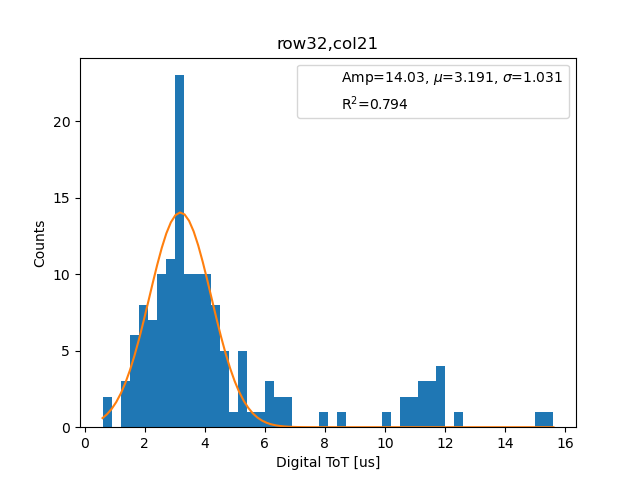 row32,col21
Amp=14.03, μ=3.191, σ=1.031
R²=0.794
Counts
20
15
10
5
0
0 2 4 6 8 10 12 14 16
Digital ToT [us]